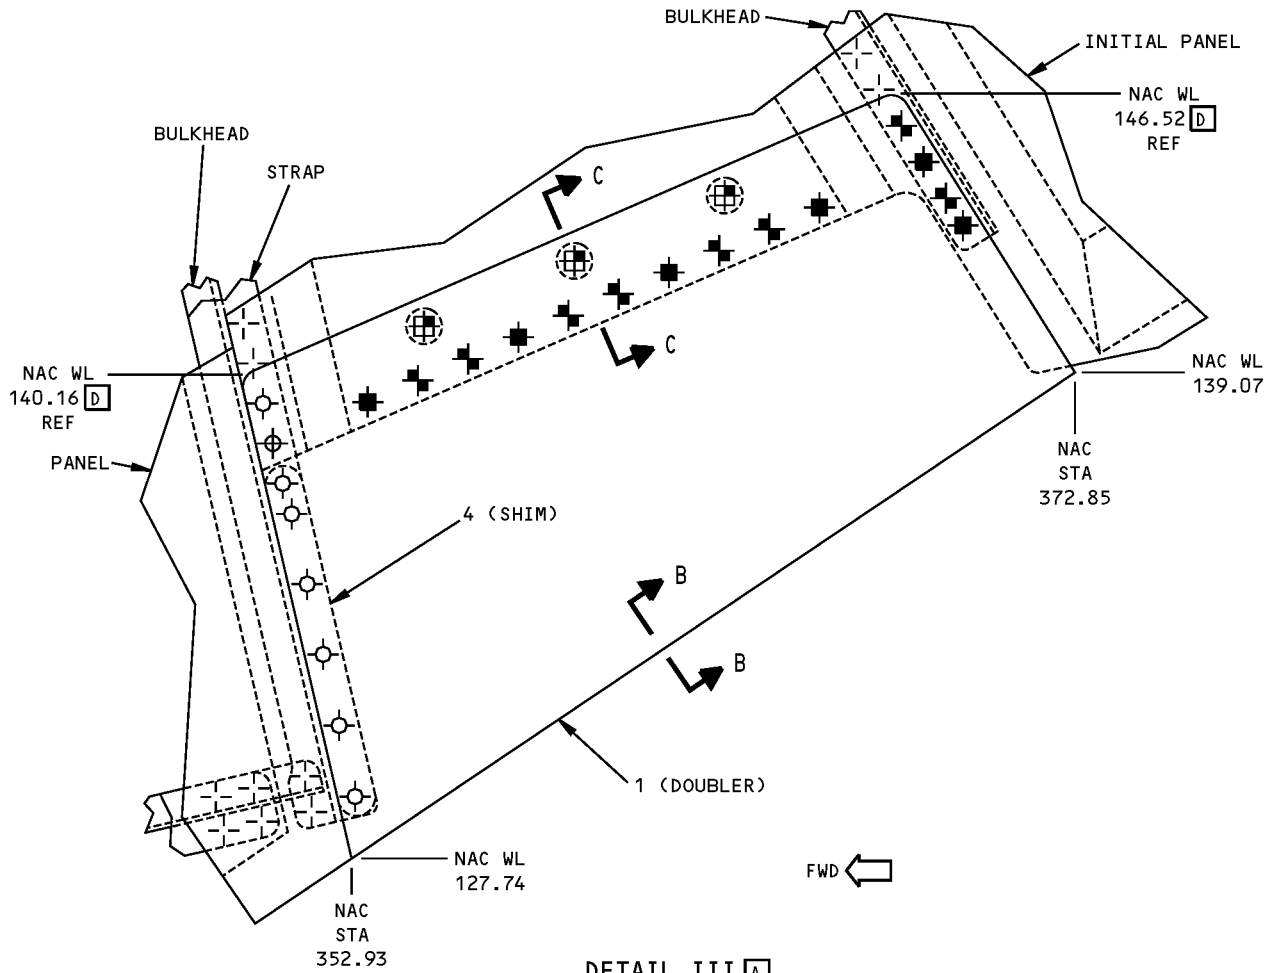 BULKHEAD
INITIAL PANEL
NAC WL
146.52 D
REF
BULKHEAD
STRAP
C
C
NAC WL
140.16 D
REF
NAC WL
139.07
PANEL
NAC
STA
372.85
4 (SHIM)
B
B
1 (DOUBLER)
NAC WL
127.74
FWD
NAC
STA
352.93
DETAIL III A